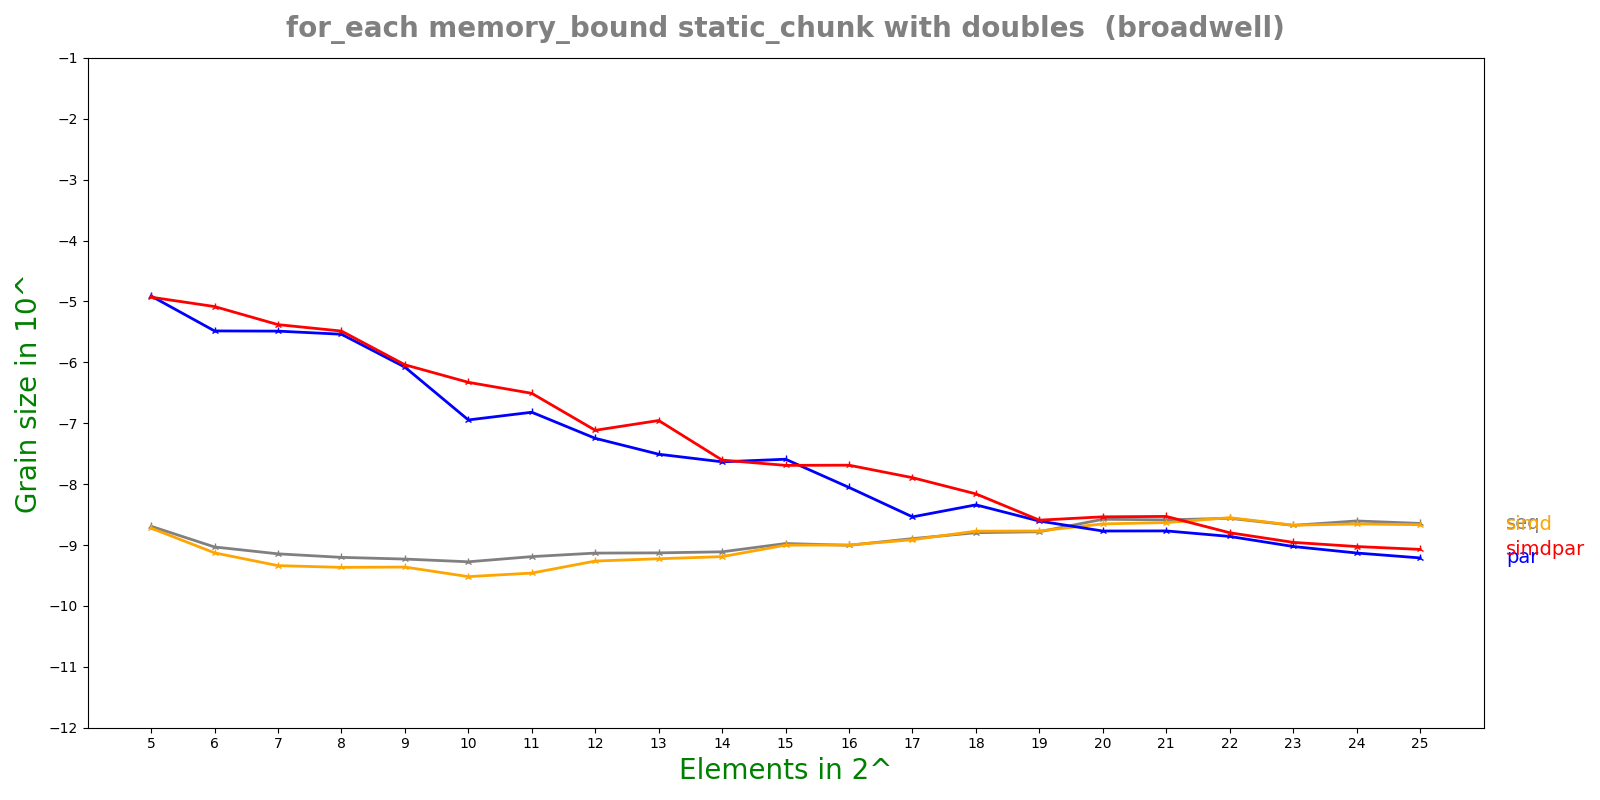 for_each memory_bound static_chunk with doubles (broadwell)
Grain size in 10^
−1
−2
−3
−4
−5
−6
−7
−8
−9
−10
−11
−12
5 6 7 8 9 10 11 12 13 14 15 16 17 18 19 20 21 22 23 24 25
Elements in 2^
seq
simd
simdpar
par